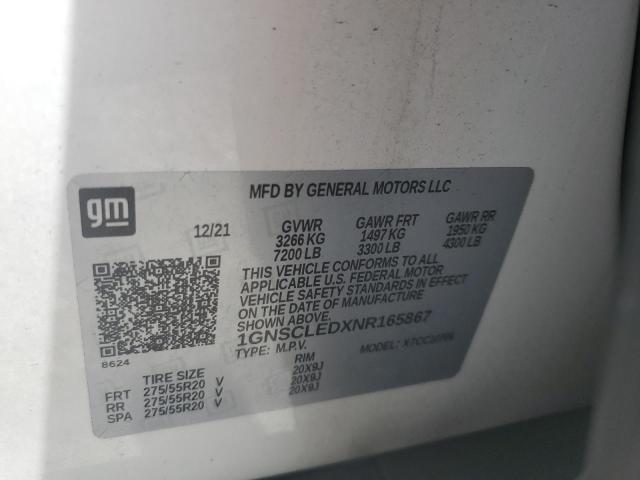 gm
MFD BY GENERAL MOTORS LLC
12/21 GVWR GAWR FRT GAWR RR
3266 KG 1497 KG 1950 KG
7200 LB 3300 LB 4300 LB
THIS VEHICLE CONFORMS TO ALL
APPLICABLE U.S. FEDERAL MOTOR
VEHICLE SAFETY STANDARDS IN EFFECT
ON THE DATE OF MANUFACTURE
SHOWN ABOVE.
1GNSCLEDXNR165867
8624 TYPE: M.P.V. MODEL:
TIRE SIZE RIM
FRT 275/55R20 V 20X9J
RR 275/55R20 V 20X9J
SPA 275/55R20 V 20X9J